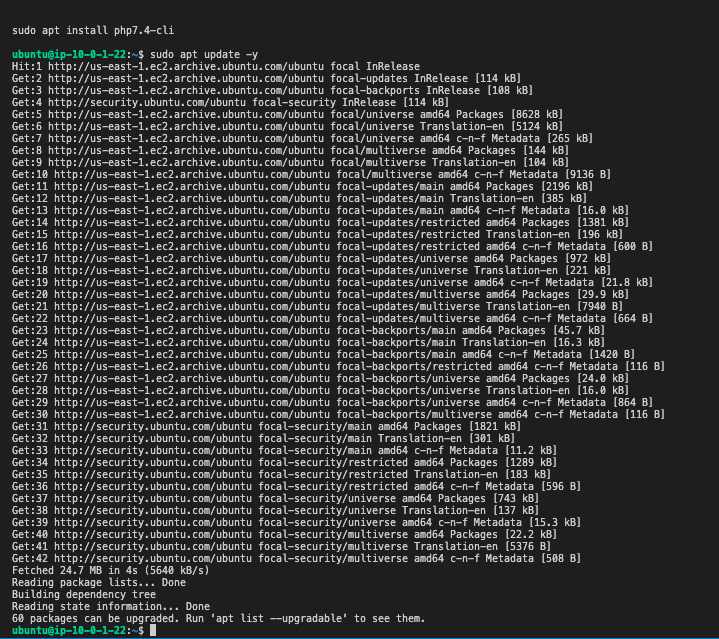 sudo apt install php7.4-cli
ubuntu@ip-10-0-1-22:~$ sudo apt update -y
Hit:1 http://us-east-1.ec2.archive.ubuntu.com/ubuntu focal InRelease
Get:2 http://us-east-1.ec2.archive.ubuntu.com/ubuntu focal-updates InRelease [114 kB]
Get:3 http://us-east-1.ec2.archive.ubuntu.com/ubuntu focal-backports InRelease [108 kB]
Get:4 http://security.ubuntu.com/ubuntu focal-security InRelease [114 kB]
Get:5 http://us-east-1.ec2.archive.ubuntu.com/ubuntu focal/universe amd64 Packages [8628 kB]
Get:6 http://us-east-1.ec2.archive.ubuntu.com/ubuntu focal/universe Translation-en [5124 kB]
Get:7 http://us-east-1.ec2.archive.ubuntu.com/ubuntu focal/universe amd64 c-n-f Metadata [265 kB]
Get:8 http://us-east-1.ec2.archive.ubuntu.com/ubuntu focal/multiverse amd64 Packages [144 kB]
Get:9 http://us-east-1.ec2.archive.ubuntu.com/ubuntu focal/multiverse Translation-en [104 kB]
Get:10 http://us-east-1.ec2.archive.ubuntu.com/ubuntu focal/multiverse amd64 c-n-f Metadata [9136 B]
Get:11 http://us-east-1.ec2.archive.ubuntu.com/ubuntu focal-updates/main amd64 Packages [2196 kB]
Get:12 http://us-east-1.ec2.archive.ubuntu.com/ubuntu focal-updates/main Translation-en [385 kB]
Get:13 http://us-east-1.ec2.archive.ubuntu.com/ubuntu focal-updates/main amd64 c-n-f Metadata [16.0 kB]
Get:14 http://us-east-1.ec2.archive.ubuntu.com/ubuntu focal-updates/restricted amd64 Packages [1381 kB]
Get:15 http://us-east-1.ec2.archive.ubuntu.com/ubuntu focal-updates/restricted Translation-en [196 kB]
Get:16 http://us-east-1.ec2.archive.ubuntu.com/ubuntu focal-updates/restricted amd64 c-n-f Metadata [600 B]
Get:17 http://us-east-1.ec2.archive.ubuntu.com/ubuntu focal-updates/universe amd64 Packages [972 kB]
Get:18 http://us-east-1.ec2.archive.ubuntu.com/ubuntu focal-updates/universe Translation-en [221 kB]
Get:19 http://us-east-1.ec2.archive.ubuntu.com/ubuntu focal-updates/universe amd64 c-n-f Metadata [21.8 kB]
Get:20 http://us-east-1.ec2.archive.ubuntu.com/ubuntu focal-updates/multiverse amd64 Packages [29.9 kB]
Get:21 http://us-east-1.ec2.archive.ubuntu.com/ubuntu focal-updates/multiverse Translation-en [7940 B]
Get:22 http://us-east-1.ec2.archive.ubuntu.com/ubuntu focal-updates/multiverse amd64 c-n-f Metadata [664 B]
Get:23 http://us-east-1.ec2.archive.ubuntu.com/ubuntu focal-backports/main amd64 Packages [45.7 kB]
Get:24 http://us-east-1.ec2.archive.ubuntu.com/ubuntu focal-backports/main Translation-en [16.3 kB]
Get:25 http://us-east-1.ec2.archive.ubuntu.com/ubuntu focal-backports/main amd64 c-n-f Metadata [1420 B]
Get:26 http://us-east-1.ec2.archive.ubuntu.com/ubuntu focal-backports/restricted amd64 c-n-f Metadata [116 B]
Get:27 http://us-east-1.ec2.archive.ubuntu.com/ubuntu focal-backports/universe amd64 Packages [24.0 kB]
Get:28 http://us-east-1.ec2.archive.ubuntu.com/ubuntu focal-backports/universe Translation-en [16.0 kB]
Get:29 http://us-east-1.ec2.archive.ubuntu.com/ubuntu focal-backports/universe amd64 c-n-f Metadata [864 B]
Get:30 http://us-east-1.ec2.archive.ubuntu.com/ubuntu focal-backports/multiverse amd64 c-n-f Metadata [116 B]
Get:31 http://security.ubuntu.com/ubuntu focal-security/main amd64 Packages [1821 kB]
Get:32 http://security.ubuntu.com/ubuntu focal-security/main Translation-en [301 kB]
Get:33 http://security.ubuntu.com/ubuntu focal-security/main amd64 c-n-f Metadata [11.2 kB]
Get:34 http://security.ubuntu.com/ubuntu focal-security/restricted amd64 Packages [1289 kB]
Get:35 http://security.ubuntu.com/ubuntu focal-security/restricted Translation-en [183 kB]
Get:36 http://security.ubuntu.com/ubuntu focal-security/restricted amd64 c-n-f Metadata [596 B]
Get:37 http://security.ubuntu.com/ubuntu focal-security/universe amd64 Packages [743 kB]
Get:38 http://security.ubuntu.com/ubuntu focal-security/universe Translation-en [137 kB]
Get:39 http://security.ubuntu.com/ubuntu focal-security/universe amd64 c-n-f Metadata [15.3 kB]
Get:40 http://security.ubuntu.com/ubuntu focal-security/multiverse amd64 Packages [22.2 kB]
Get:41 http://security.ubuntu.com/ubuntu focal-security/multiverse Translation-en [5376 B]
Get:42 http://security.ubuntu.com/ubuntu focal-security/multiverse amd64 c-n-f Metadata [508 B]
Fetched 24.7 MB in 4s (5640 kB/s)
Reading package lists... Done
Building dependency tree
Reading state information... Done
60 packages can be upgraded. Run 'apt list --upgradable' to see them.
ubuntu@ip-10-0-1-22:~$